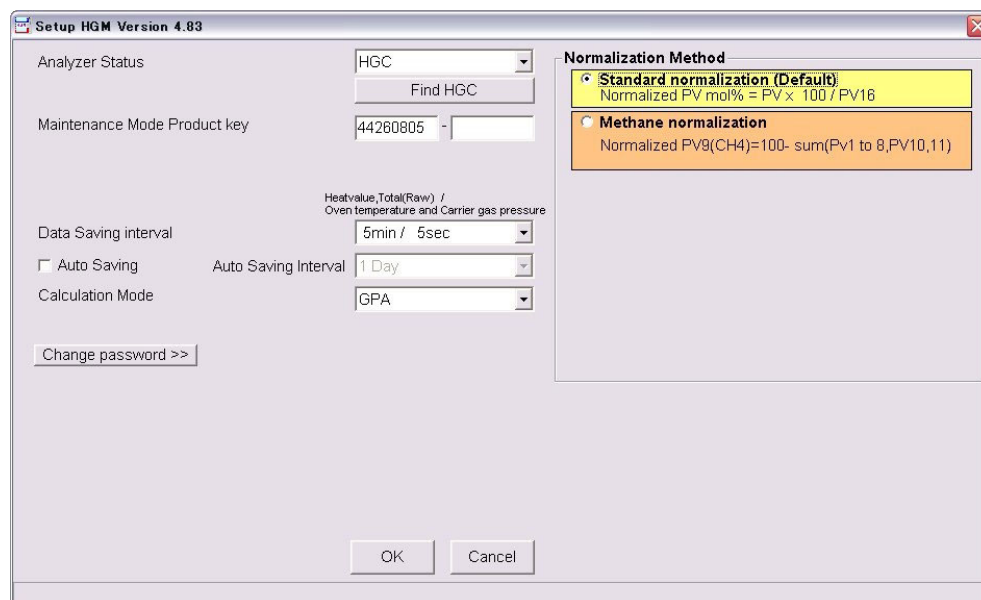 Setup HGM Version 4.83
Analyzer Status
HGC
Find HGC
Maintenance Mode Product key
44260805 -
Heatvalue,Total(Raw) /
Oven temperature and Carrier gas pressure
Data Saving interval
5min / 5sec
Auto Saving
Auto Saving Interval
1 Day
Calculation Mode
GPA
Change password >>
Normalization Method
Standard normalization (Default)
Normalized PV mol% = PV x 100 / PV16
Methane normalization
Normalized PV9(CH4)=100- sum(Pv1 to 8,PV10,11)
OK
Cancel